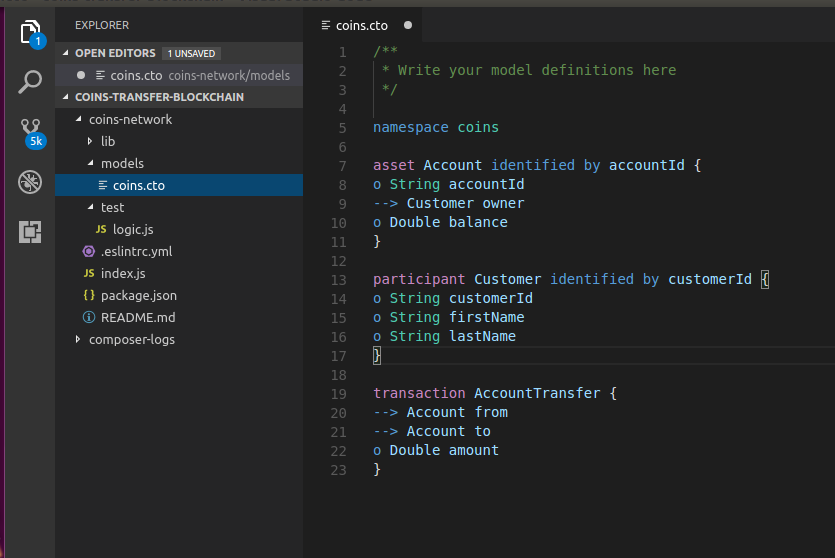 EXPLORER
OPEN EDITORS 1 UNSAVED
coins.cto coins-network/models
COINS-TRANSFER-BLOCKCHAIN
coins-network
lib
models
coins.cto
test
JS logic.js
.eslintrc.yml
JS index.js
{ } package.json
README.md
composer-logs
1
5k
coins.cto
1 /**
2  * Write your model definitions here
3  */
4
5 namespace coins
6
7 asset Account identified by accountId {
8 o String accountId
9 --> Customer owner
10 o Double balance
11 }
12
13 participant Customer identified by customerId {
14 o String customerId
15 o String firstName
16 o String lastName
17 }
18
19 transaction AccountTransfer {
20 --> Account from
21 --> Account to
22 o Double amount
23 }